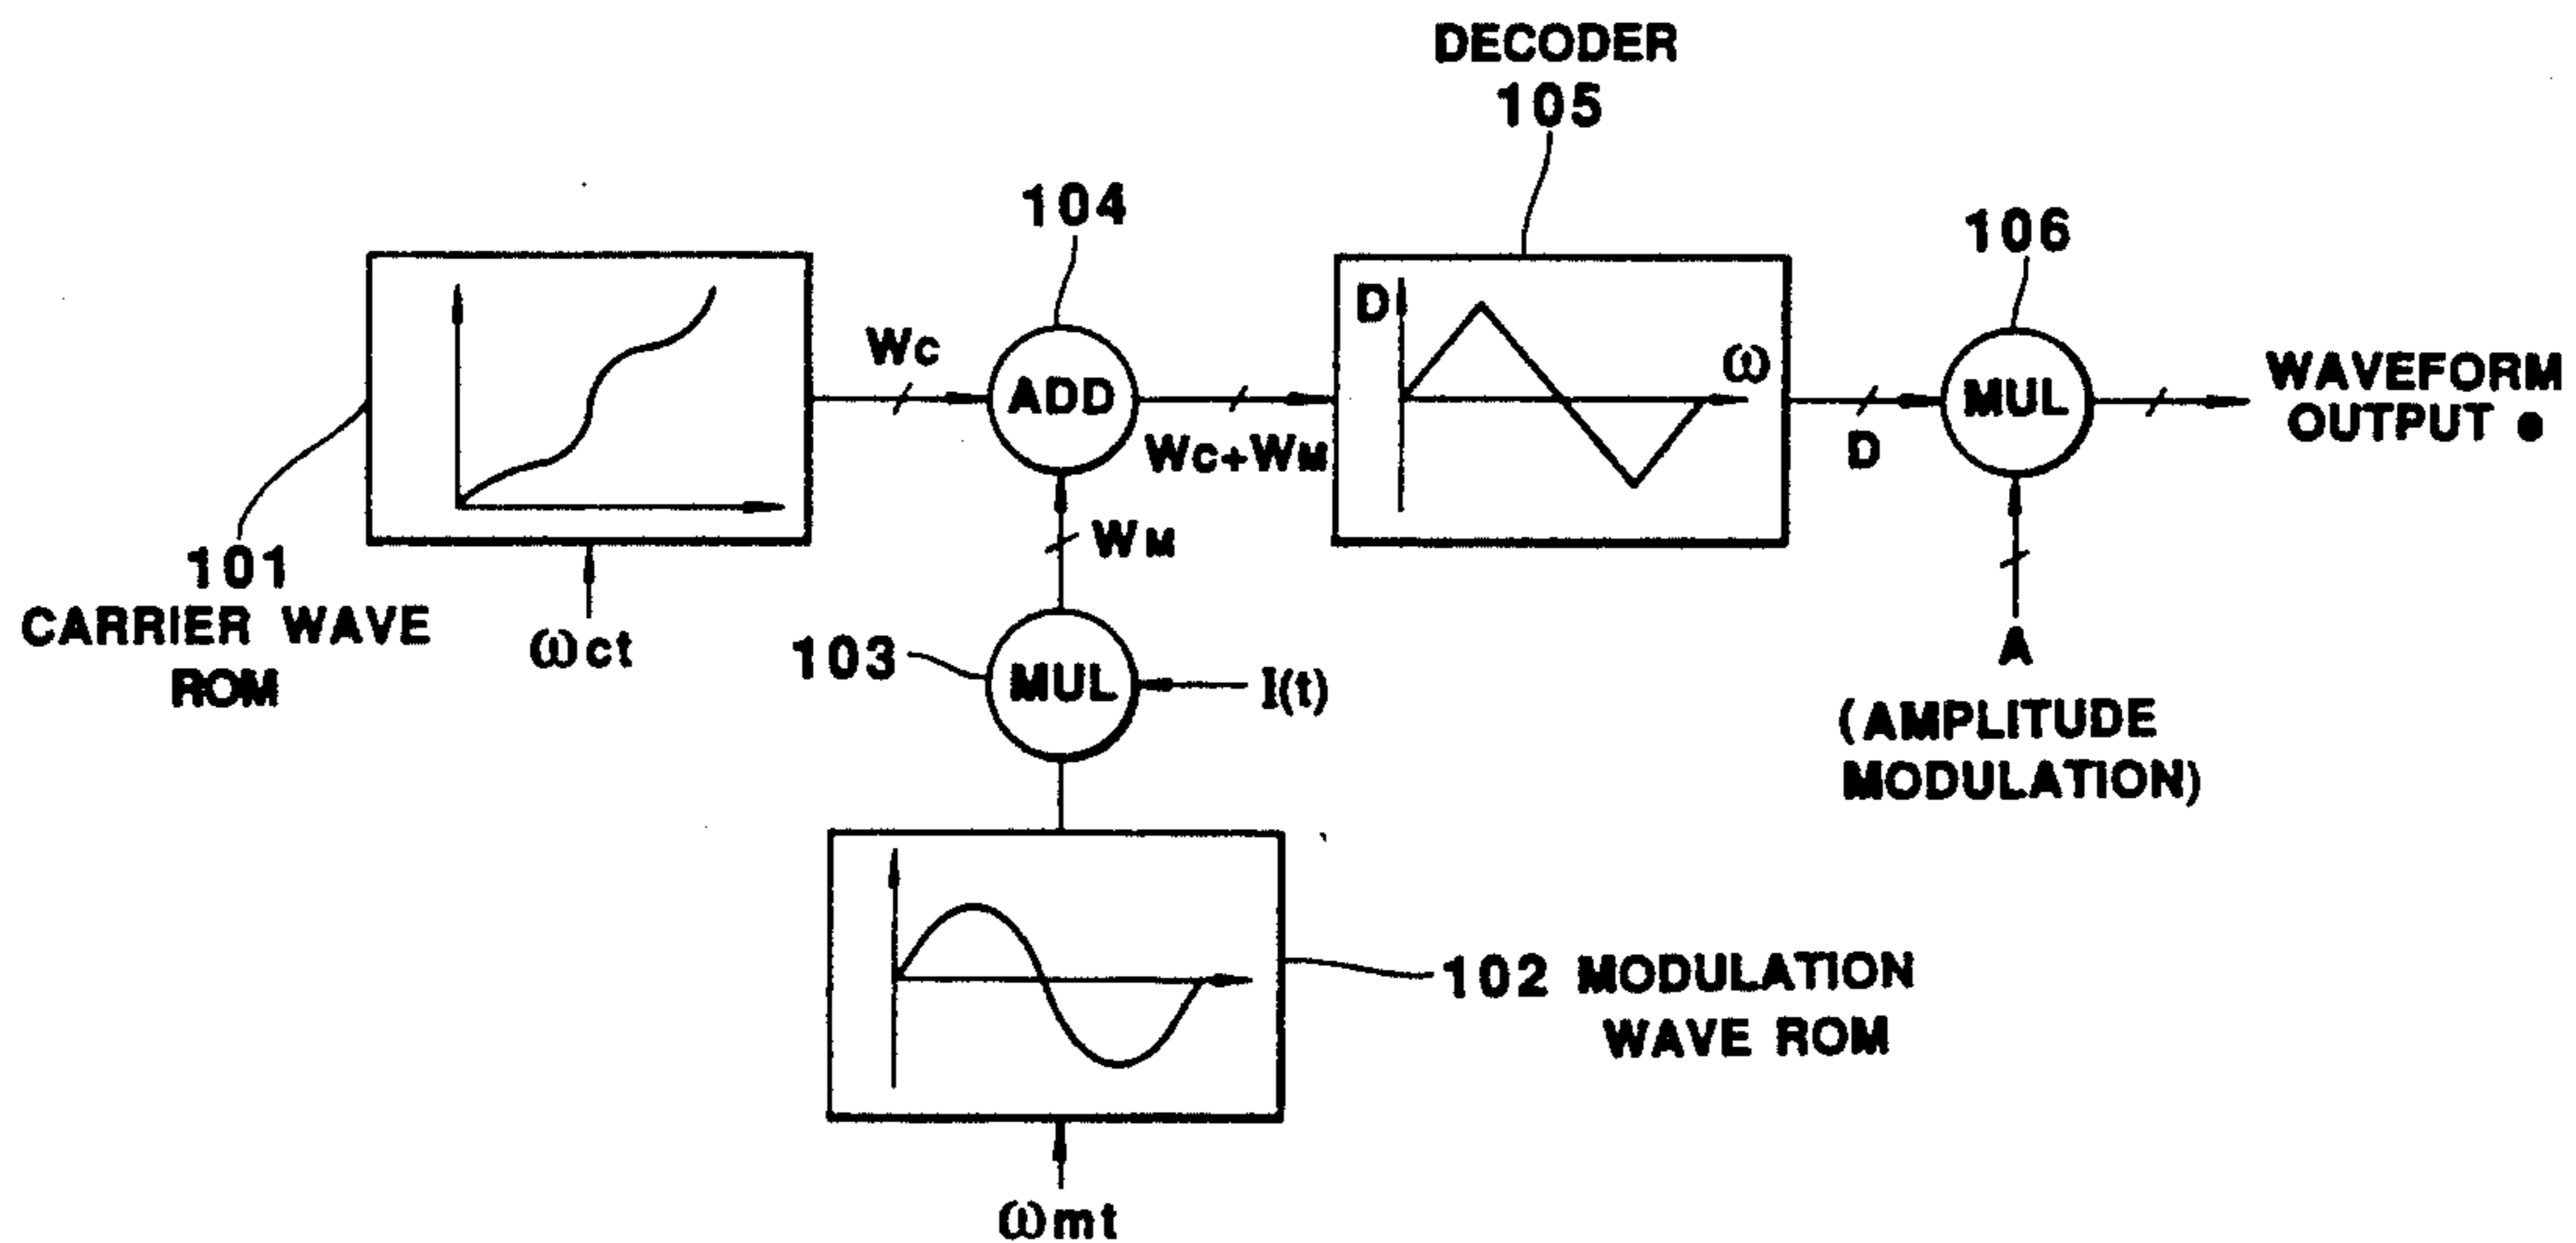 DECODER
105
104
106
D
ω
WC
ADD
WC+WM
D
MUL
WAVEFORM
OUTPUT e
101
CARRIER WAVE
ROM
ωct
WM
103
MUL
I(t)
A
(AMPLITUDE
MODULATION)
102 MODULATION
WAVE ROM
ωmt